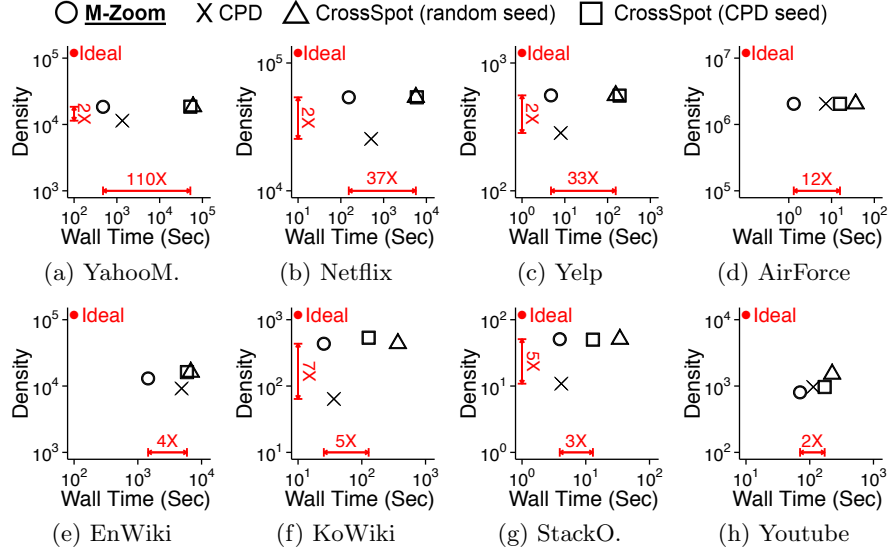 M-Zoom CPD CrossSpot (random seed) CrossSpot (CPD seed)
Density 10^5 10^4 10^3 Ideal 2X 110X 10^2 10^3 10^4 10^5 Wall Time (Sec)
(a) YahooM.
Density 10^5 10^4 Ideal 2X 37X 10^1 10^2 10^3 10^4 Wall Time (Sec)
(b) Netflix
Density 10^3 10^2 Ideal 2X 33X 10^0 10^1 10^2 10^3 Wall Time (Sec)
(c) Yelp
Density 10^7 10^6 10^5 Ideal 12X 10^0 10^1 10^2 Wall Time (Sec)
(d) AirForce
Density 10^5 10^4 10^3 Ideal 4X 10^2 10^3 10^4 Wall Time (Sec)
(e) EnWiki
Density 10^3 10^2 10^1 Ideal 7X 5X 10^1 10^2 10^3 Wall Time (Sec)
(f) KoWiki
Density 10^2 10^1 10^0 Ideal 5X 3X 10^0 10^1 10^2 Wall Time (Sec)
(g) StackO.
Density 10^4 10^3 10^2 Ideal 2X 10^1 10^2 10^3 Wall Time (Sec)
(h) Youtube